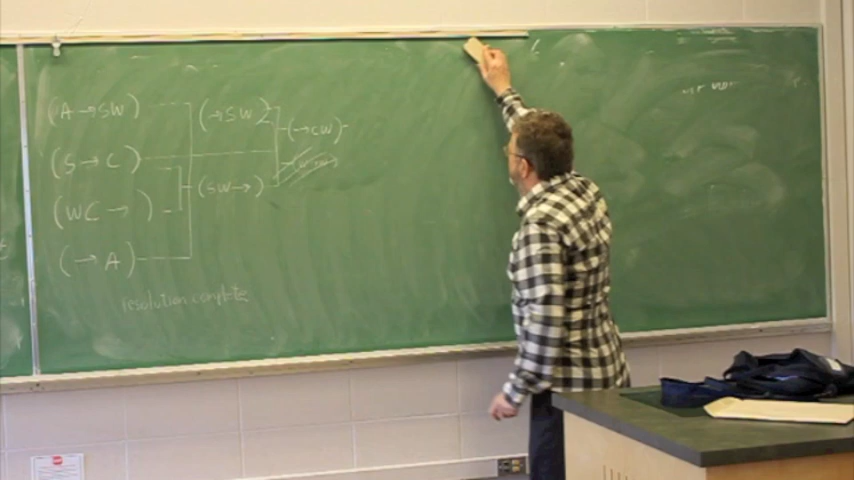 (A → SW) (→ SW)
(→ CW)
(S → C)
(SW →)
(WC → )
(→ A)
resolution complete